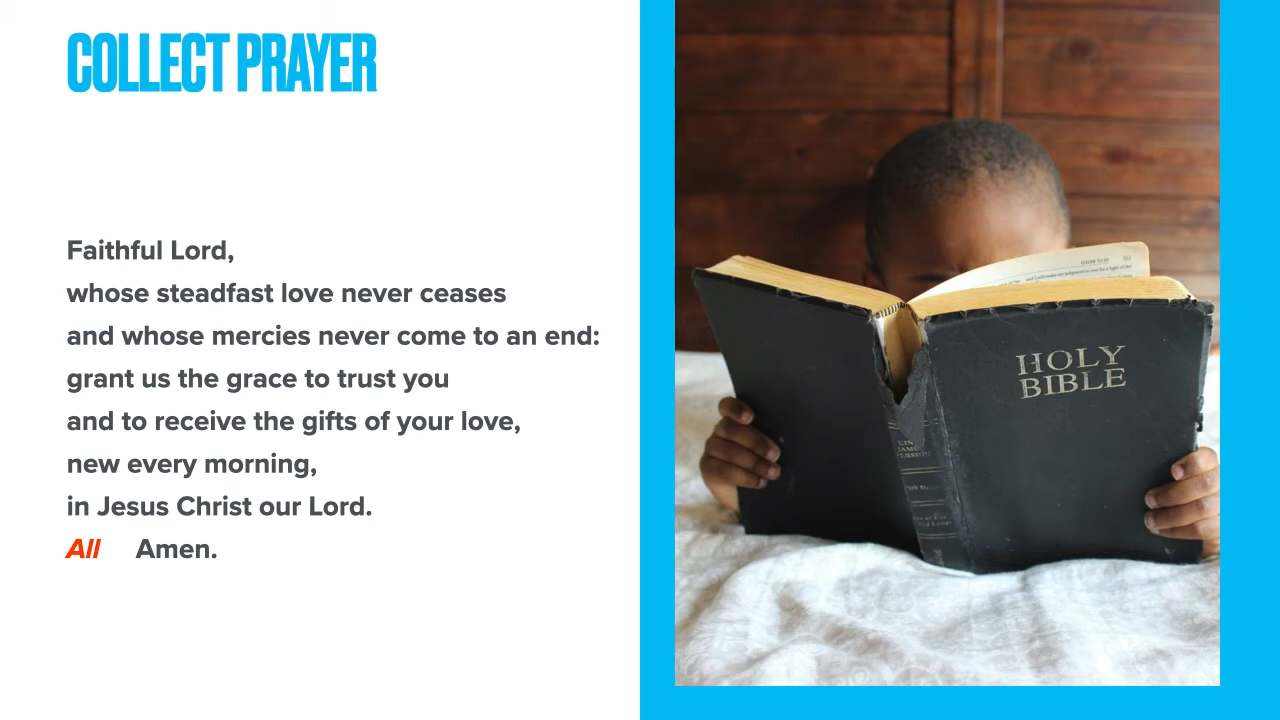 COLLECT PRAYER
Faithful Lord,
whose steadfast love never ceases
and whose mercies never come to an end:
grant us the grace to trust you
and to receive the gifts of your love,
new every morning,
in Jesus Christ our Lord.
All Amen.
HOLY
BIBLE